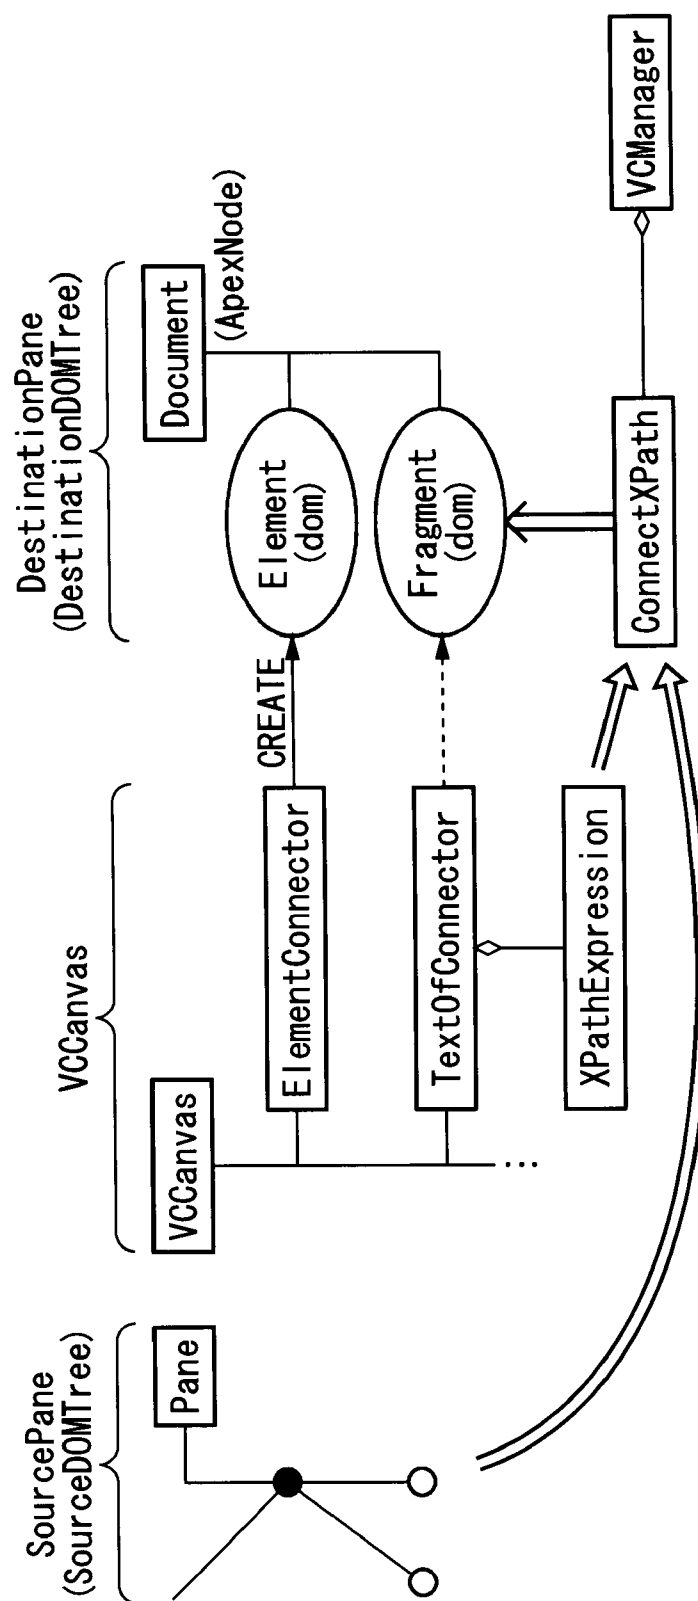 SourcePane
(SourceDOMTree)
VCCanvas
DestinationPane
(DestinationDOMTree)
Pane
VCCanvas
Document
(ApexNode)
ElementConnector
CREATE
Element
(dom)
TextOfConnector
Fragment
(dom)
...
XPathExpression
ConnectXPath
VCManager